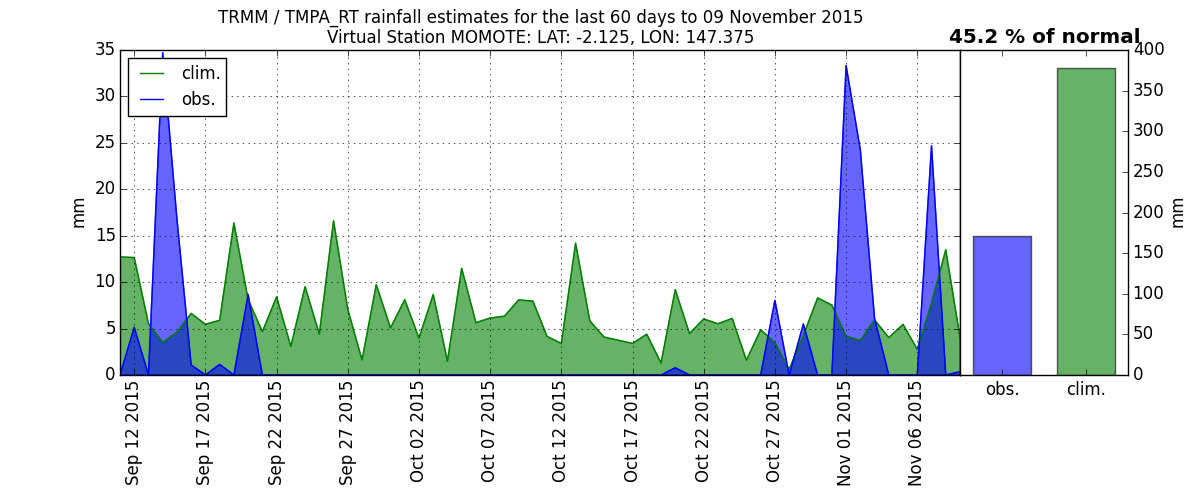 TRMM / TMPA_RT rainfall estimates for the last 60 days to 09 November 2015
Virtual Station MOMOTE: LAT: -2.125, LON: 147.375
45.2 % of normal
clim.
obs.
35
30
25
20
15
10
5
0
mm
400
350
300
250
200
150
100
50
0
mm
Sep 12 2015
Sep 17 2015
Sep 22 2015
Sep 27 2015
Oct 02 2015
Oct 07 2015
Oct 12 2015
Oct 17 2015
Oct 22 2015
Oct 27 2015
Nov 01 2015
Nov 06 2015
obs.
clim.